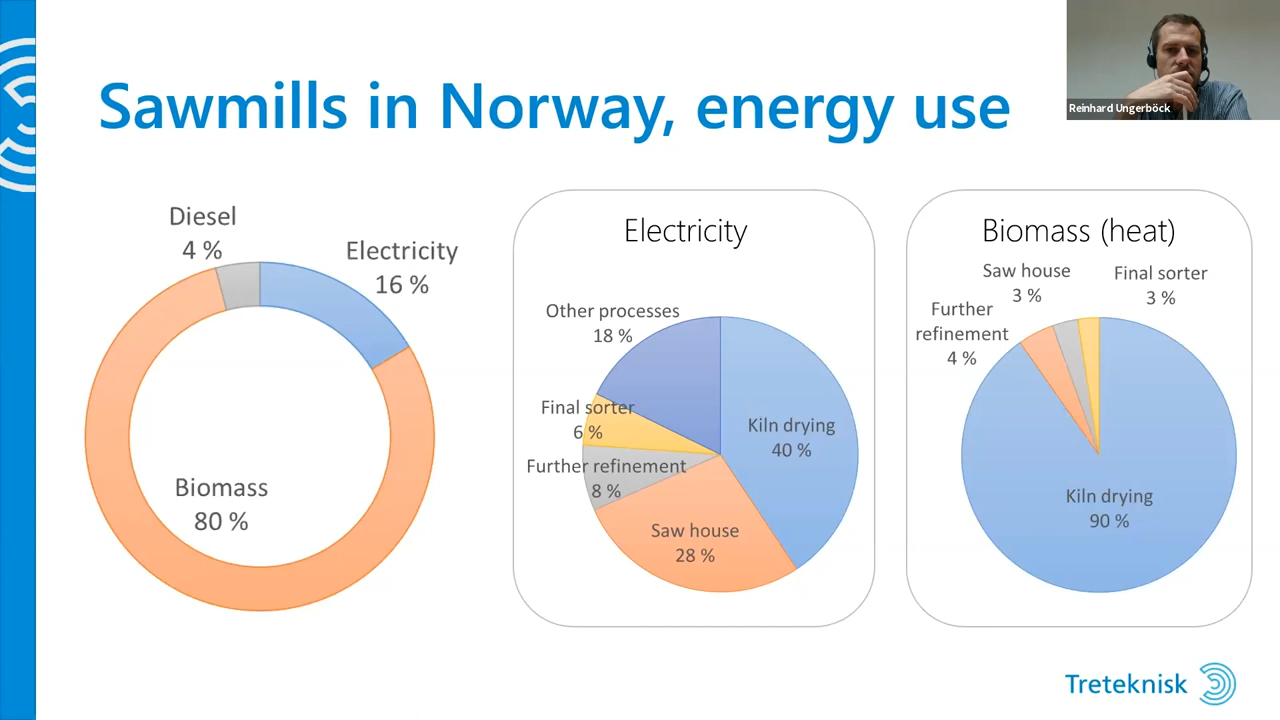 Sawmills in Norway, energy use
Reinhard Ungerböck
Diesel
4 %
Electricity
16 %
Biomass
80 %
Electricity
Other processes
18 %
Final sorter
6 %
Further refinement
8 %
Kiln drying
40 %
Saw house
28 %
Biomass (heat)
Saw house
3 %
Final sorter
3 %
Further
refinement
4 %
Kiln drying
90 %
Treteknisk